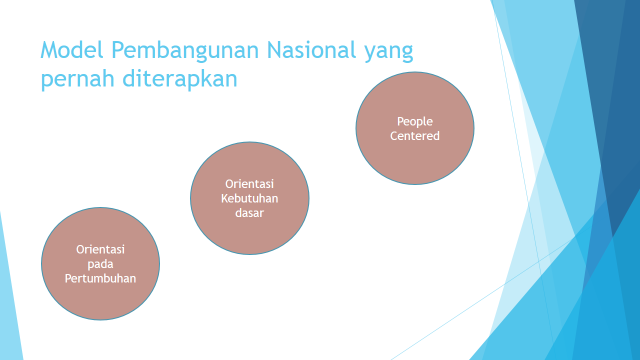 Model Pembangunan Nasional yang
pernah diterapkan
People
Centered
Orientasi
Kebutuhan
dasar
Orientasi
pada
Pertumbuhan